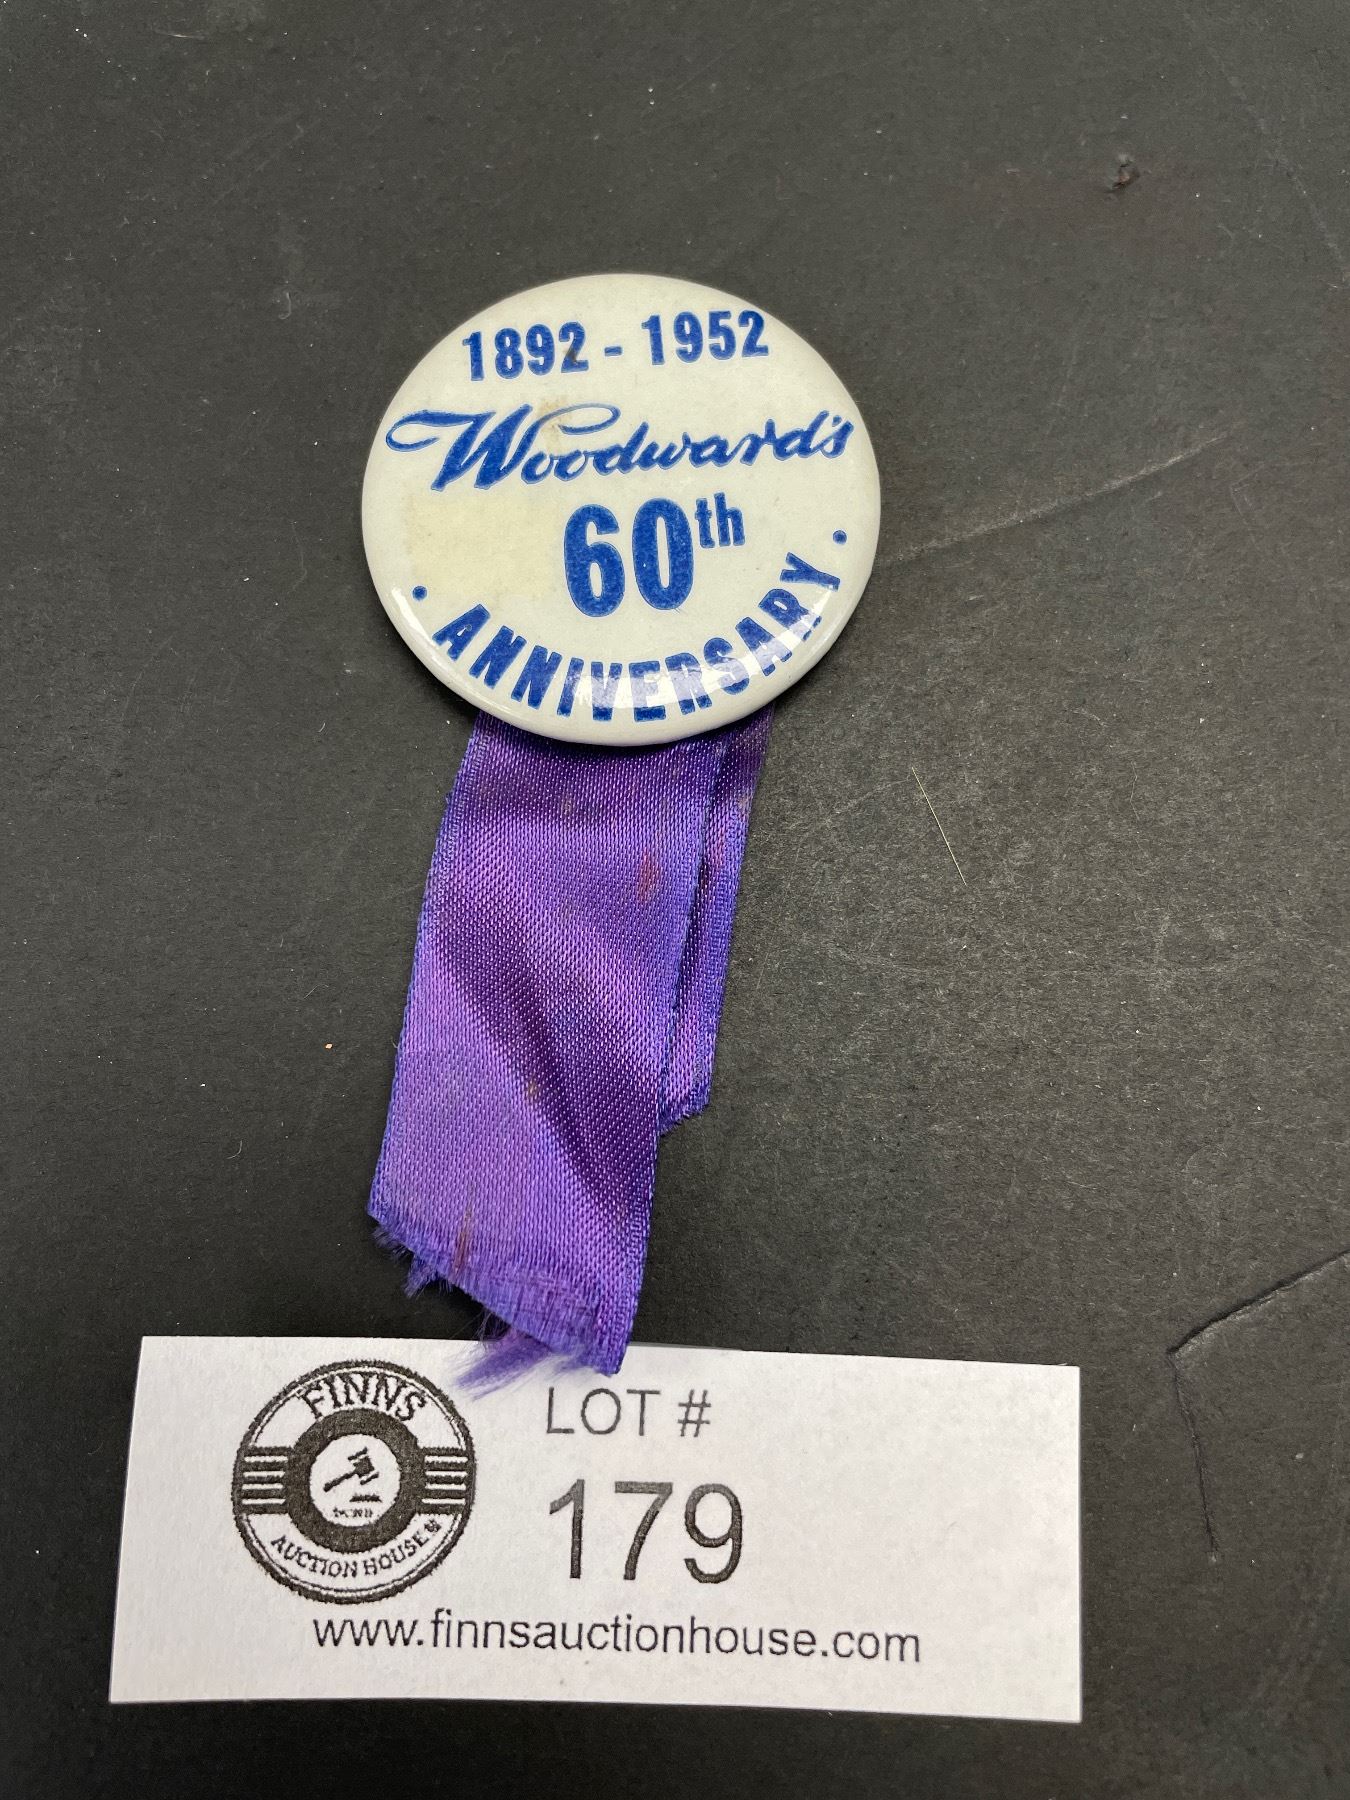 1892 - 1952
Woodward's
60th
· ANNIVERSARY ·
FINNS
AUCTION HOUSE
LOT #
179
www.finnsauctionhouse.com